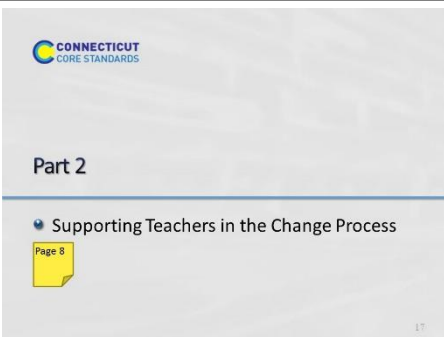 CONNECTICUT
CORE STANDARDS
Part 2
Supporting Teachers in the Change Process
Page 8
17